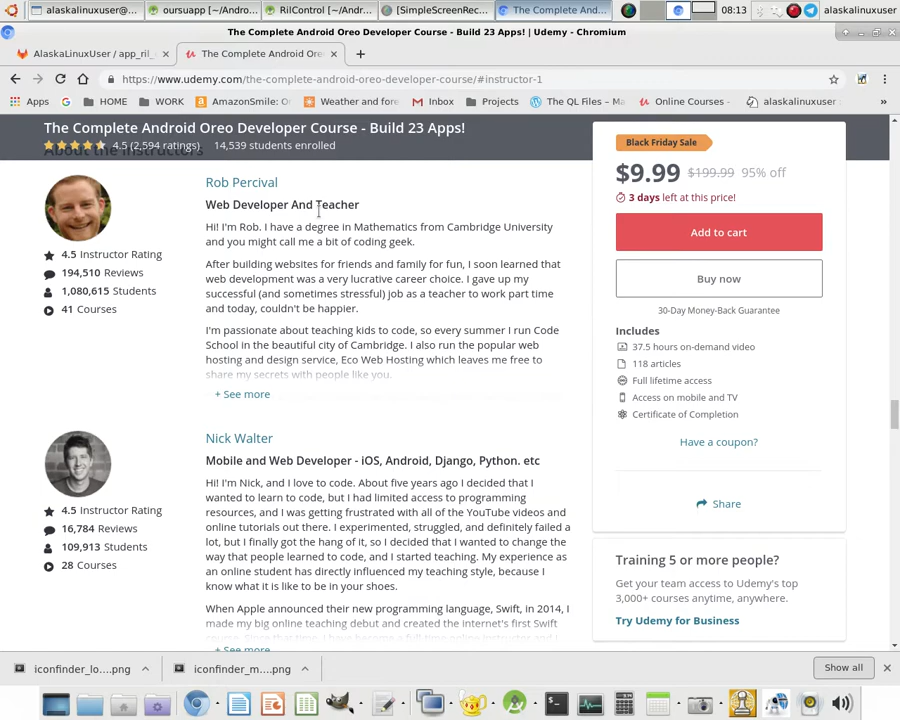 alaskalinuxuser@...
oursuapp [~/Andro...
RilControl [~/Andro...
[SimpleScreenRec...
The Complete And...
08:13
alaskalinuxuser
The Complete Android Oreo Developer Course - Build 23 Apps! | Udemy - Chromium
AlaskaLinuxUser / app_ril_
The Complete Android Oreo
https://www.udemy.com/the-complete-android-oreo-developer-course/#instructor-1
Apps
HOME
WORK
AmazonSmile:
Weather and fore
Inbox
Projects
The QL Files – Ma
Online Courses -
alaskalinuxuser
»
The Complete Android Oreo Developer Course - Build 23 Apps!
4.5 (2,594 ratings) 14,539 students enrolled
About the Instructors
Rob Percival
Web Developer And Teacher
4.5 Instructor Rating
194,510 Reviews
1,080,615 Students
41 Courses
Hi! I'm Rob. I have a degree in Mathematics from Cambridge University
and you might call me a bit of coding geek.
After building websites for friends and family for fun, I soon learned that
web development was a very lucrative career choice. I gave up my
successful (and sometimes stressful) job as a teacher to work part time
and today, couldn't be happier.
I'm passionate about teaching kids to code, so every summer I run Code
School in the beautiful city of Cambridge. I also run the popular web
hosting and design service, Eco Web Hosting which leaves me free to
share my secrets with people like you.
+ See more
Nick Walter
Mobile and Web Developer - iOS, Android, Django, Python. etc
4.5 Instructor Rating
16,784 Reviews
109,913 Students
28 Courses
Hi! I'm Nick, and I love to code. About five years ago I decided that I
wanted to learn to code, but I had limited access to programming
resources, and I was getting frustrated with all of the YouTube videos and
online tutorials out there. I experimented, struggled, and definitely failed a
lot, but I finally got the hang of it, so I decided that I wanted to change the
way that people learned to code, and I started teaching. My experience as
an online student has directly influenced my teaching style, because I
know what it is like to be in your shoes.
When Apple announced their new programming language, Swift, in 2014, I
made my big online teaching debut and created the Internet's first Swift
+ See more
Black Friday Sale
$9.99 $199.99 95% off
3 days left at this price!
Add to cart
Buy now
30-Day Money-Back Guarantee
Includes
37.5 hours on-demand video
118 articles
Full lifetime access
Access on mobile and TV
Certificate of Completion
Have a coupon?
Share
Training 5 or more people?
Get your team access to Udemy's top
3,000+ courses anytime, anywhere.
Try Udemy for Business
iconfinder_lo....png
iconfinder_m....png
Show all